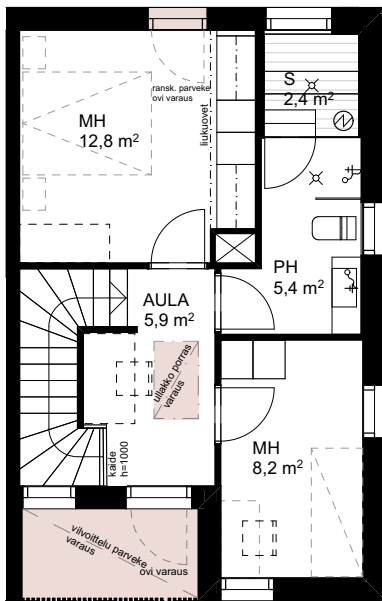 ransk. parveke
ovi varaus
S
2,4 m²
MH
12,8 m²
liukuovet
PH
5,4 m²
AULA
5,9 m²
ullakko porras
varaus
kaide
h=1000
MH
8,2 m²
vilvoittelu parveke
varaus
ovi varaus